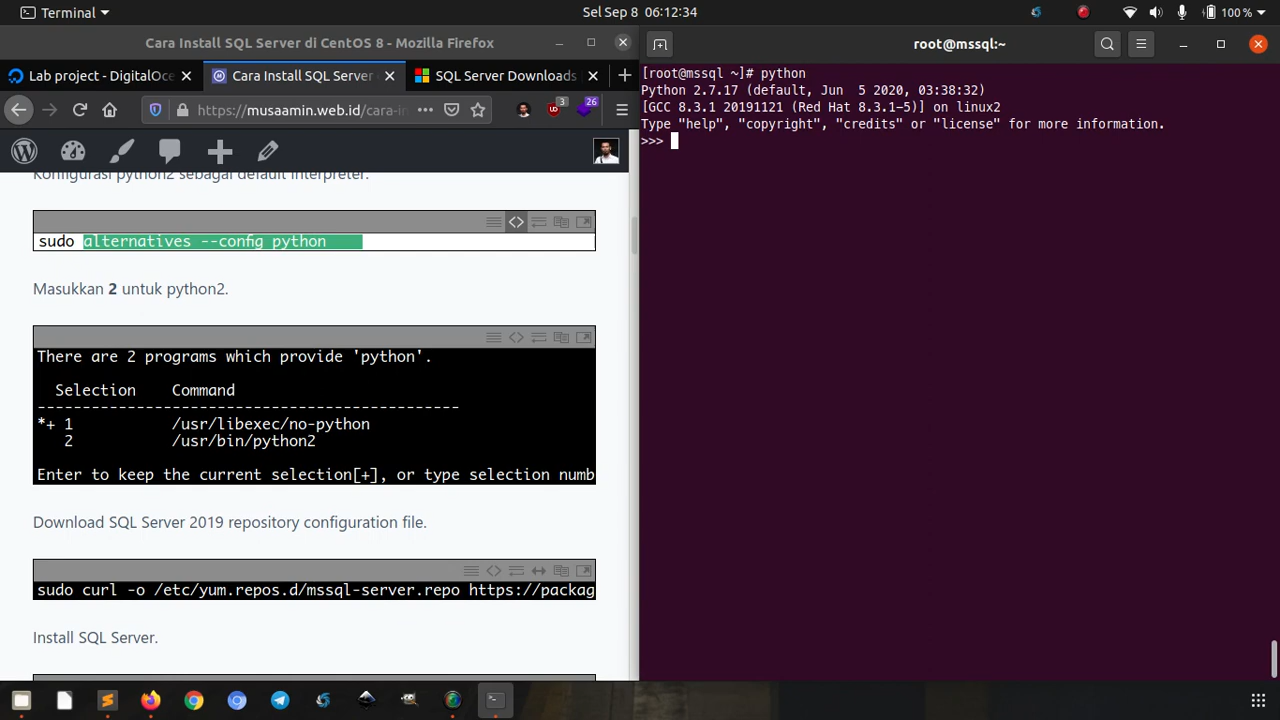 Terminal
Sel Sep 8 06:12:34
100 %
Cara Install SQL Server di CentOS 8 - Mozilla Firefox
Lab project - DigitalOce
Cara Install SQL Server
SQL Server Downloads
https://musaamin.web.id/cara-i
3
26
Konfigurasi python2 sebagai default interpreter.
sudo alternatives --config python
Masukkan 2 untuk python2.
There are 2 programs which provide 'python'.
Selection Command
-----------------------------------------------
*+ 1 /usr/libexec/no-python
2 /usr/bin/python2
Enter to keep the current selection[+], or type selection numb
Download SQL Server 2019 repository configuration file.
sudo curl -o /etc/yum.repos.d/mssql-server.repo https://packag
Install SQL Server.
root@mssql:~
[root@mssql ~]# python
Python 2.7.17 (default, Jun  5 2020, 03:38:32)
[GCC 8.3.1 20191121 (Red Hat 8.3.1-5)] on linux2
Type "help", "copyright", "credits" or "license" for more information.
>>>